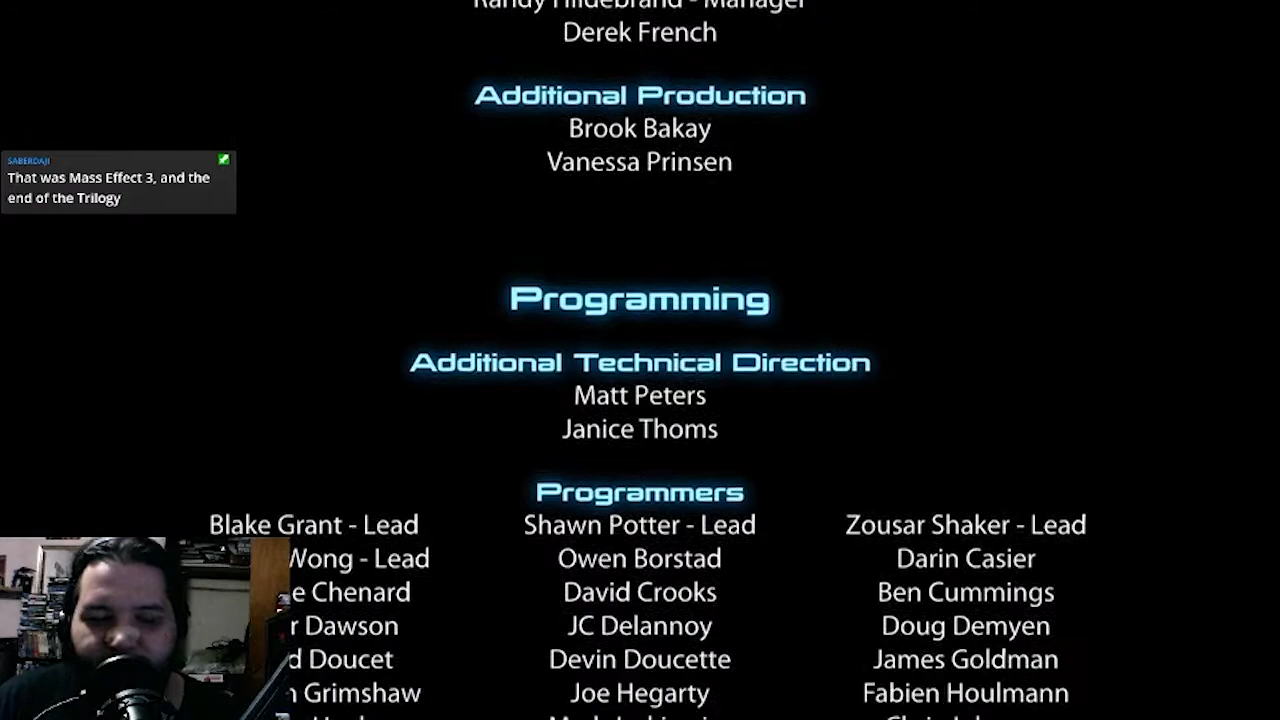 Randy Hildebrand - Manager
Derek French
Additional Production
Brook Bakay
Vanessa Prinsen
SABERDAJI
That was Mass Effect 3, and the
end of the Trilogy
Programming
Additional Technical Direction
Matt Peters
Janice Thoms
Programmers
Blake Grant - Lead Shawn Potter - Lead Zousar Shaker - Lead
Wong - Lead Owen Borstad Darin Casier
e Chenard David Crooks Ben Cummings
r Dawson JC Delannoy Doug Demyen
d Doucet Devin Doucette James Goldman
n Grimshaw Joe Hegarty Fabien Houlmann